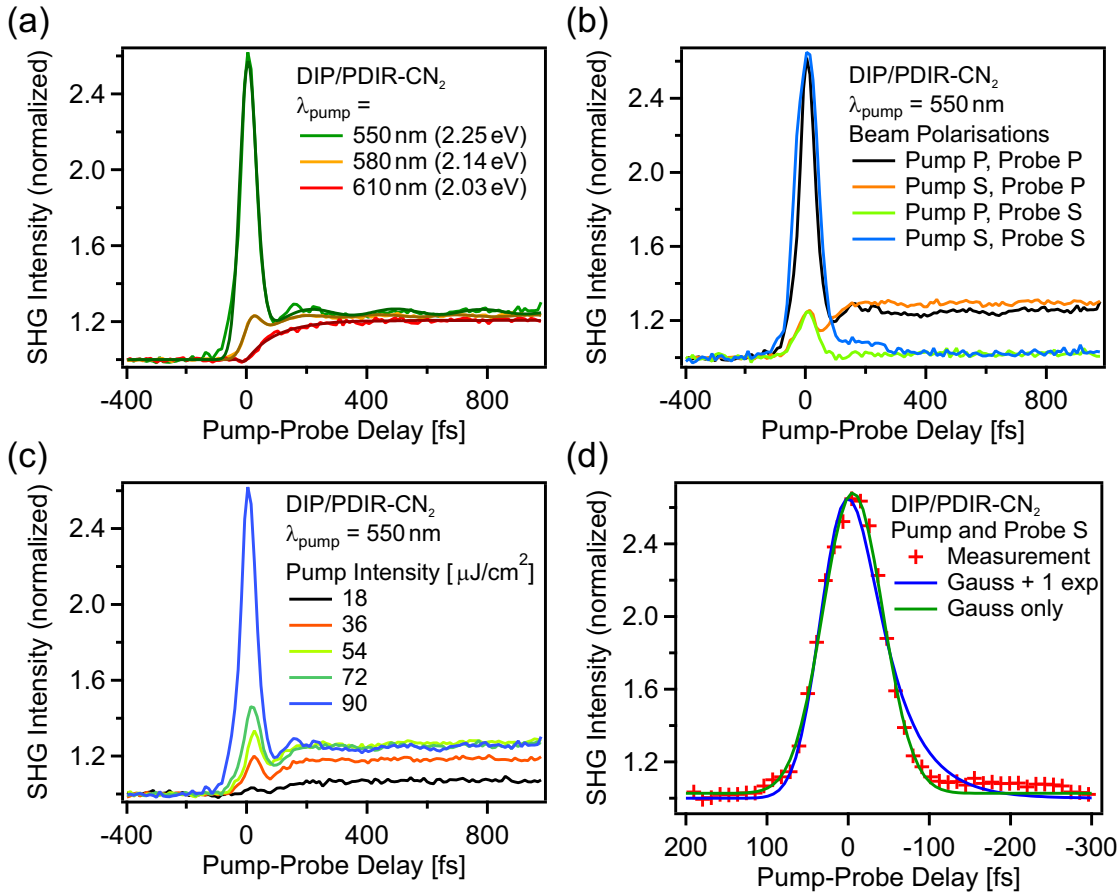 (a)
SHG Intensity (normalized)
2.4
2.0
1.6
1.2
DIP/PDIR-CN₂
λpump =
550 nm (2.25 eV)
580 nm (2.14 eV)
610 nm (2.03 eV)
-400 0 400 800
Pump-Probe Delay [fs]
(b)
SHG Intensity (normalized)
2.4
2.0
1.6
1.2
DIP/PDIR-CN₂
λpump = 550 nm
Beam Polarisations
Pump P, Probe P
Pump S, Probe P
Pump P, Probe S
Pump S, Probe S
-400 0 400 800
Pump-Probe Delay [fs]
(c)
SHG Intensity (normalized)
2.4
2.0
1.6
1.2
DIP/PDIR-CN₂
λpump = 550 nm
Pump Intensity [ μJ/cm²]
18
36
54
72
90
-400 0 400 800
Pump-Probe Delay [fs]
(d)
SHG Intensity (normalized)
2.4
2.0
1.6
1.2
DIP/PDIR-CN₂
Pump and Probe S
Measurement
Gauss + 1 exp
Gauss only
200 100 0 -100 -200 -300
Pump-Probe Delay [fs]